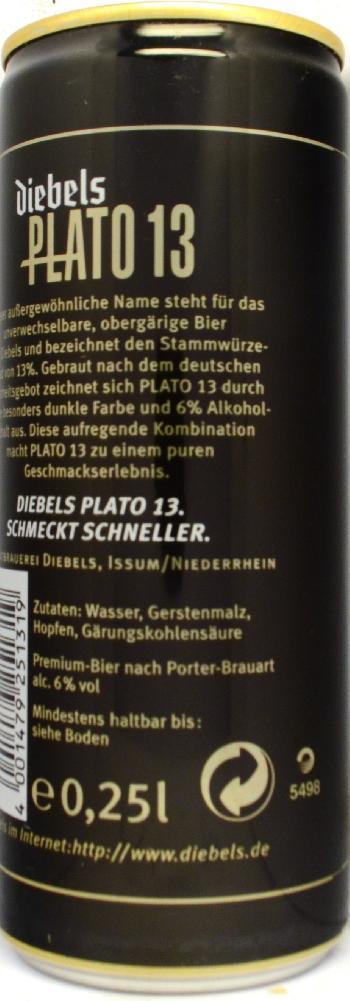 diebels
PLATO 13
außergewöhnliche Name steht für das
unverwechselbare, obergärige Bier
Diebels und bezeichnet den Stammwürze-
von 13%. Gebraut nach dem deutschen
zeichnet sich PLATO 13 durch
besonders dunkle Farbe und 6% Alkohol-
aus. Diese aufregende Kombination
macht PLATO 13 zu einem puren
Geschmackserlebnis.
DIEBELS PLATO 13.
SCHMECKT SCHNELLER.
DIEBELS, ISSUM/NIEDERRHEIN
Zutaten: Wasser, Gerstenmalz,
Hopfen, Gärungskohlensäure
Premium-Bier nach Porter-Brauart
alc. 6% vol
Mindestens haltbar bis:
siehe Boden
4 001479 251319
e 0,25l
5498
im Internet:http://www.diebels.de